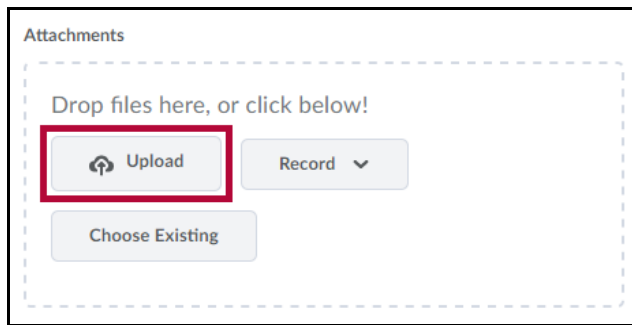 Attachments
Drop files here, or click below!
Upload Record
Choose Existing